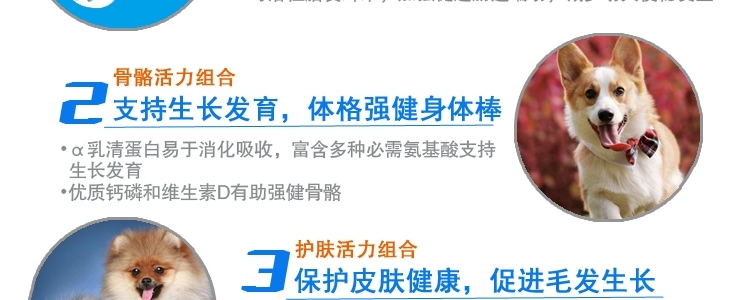 骨骼活力组合
2 支持生长发育，体格强健身体棒
•α乳清蛋白易于消化吸收，富含多种必需氨基酸支持
生长发育
•优质钙磷和维生素D有助强健骨骼
护肤活力组合
3 保护皮肤健康，促进毛发生长